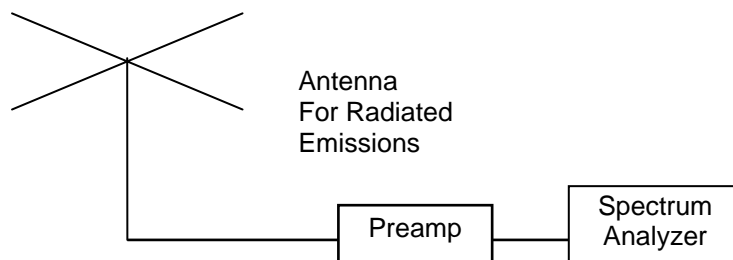 Antenna
For Radiated
Emissions
Preamp
Spectrum
Analyzer